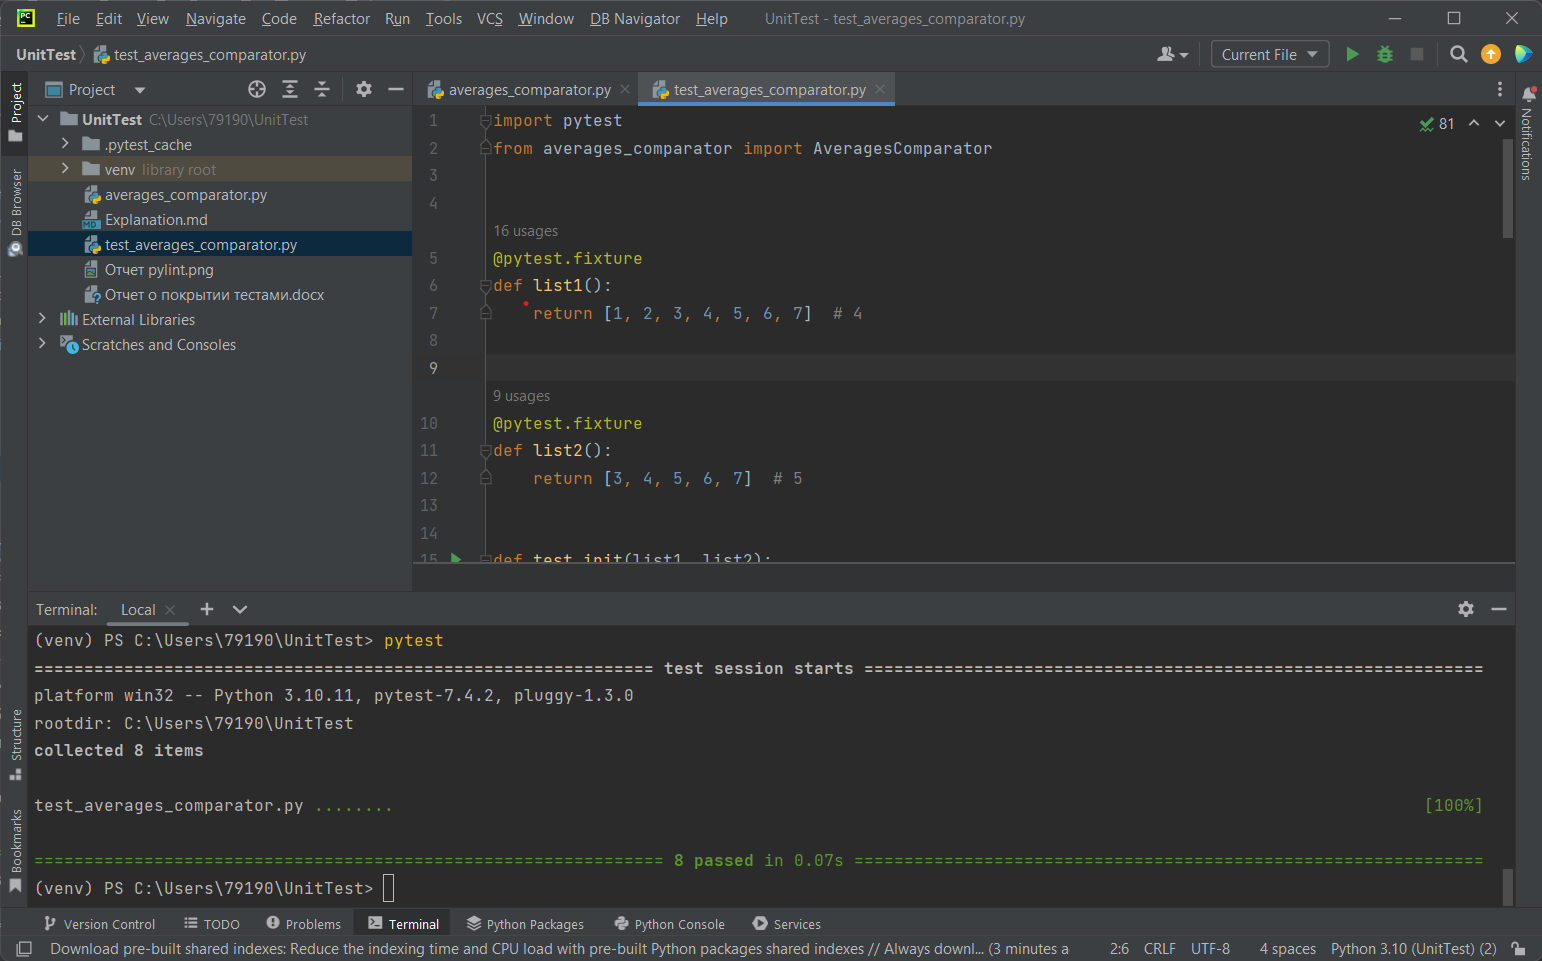 File Edit View Navigate Code Refactor Run Tools VCS Window DB Navigator Help UnitTest - test_averages_comparator.py
UnitTest test_averages_comparator.py Current File
Project
Project
averages_comparator.py test_averages_comparator.py
UnitTest C:\Users\79190\UnitTest
.pytest_cache
venv library root
averages_comparator.py
Explanation.md
test_averages_comparator.py
Отчет pylint.png
Отчет о покрытии тестами.docx
External Libraries
Scratches and Consoles
DB Browser
Structure
Bookmarks
Notifications
81
1 import pytest
2 from averages_comparator import AveragesComparator
3
4
16 usages
5 @pytest.fixture
6 def list1():
7 return [1, 2, 3, 4, 5, 6, 7] # 4
8
9
9 usages
10 @pytest.fixture
11 def list2():
12 return [3, 4, 5, 6, 7] # 5
13
14
15 def test_init(list1, list2):
Terminal: Local
(venv) PS C:\Users\79190\UnitTest> pytest
============================================================== test session starts ==============================================================
platform win32 -- Python 3.10.11, pytest-7.4.2, pluggy-1.3.0
rootdir: C:\Users\79190\UnitTest
collected 8 items
test_averages_comparator.py ........ [100%]
=============================================================== 8 passed in 0.07s ===============================================================
(venv) PS C:\Users\79190\UnitTest>
Version Control TODO Problems Terminal Python Packages Python Console Services
Download pre-built shared indexes: Reduce the indexing time and CPU load with pre-built Python packages shared indexes // Always downl... (3 minutes a 2:6 CRLF UTF-8 4 spaces Python 3.10 (UnitTest) (2)